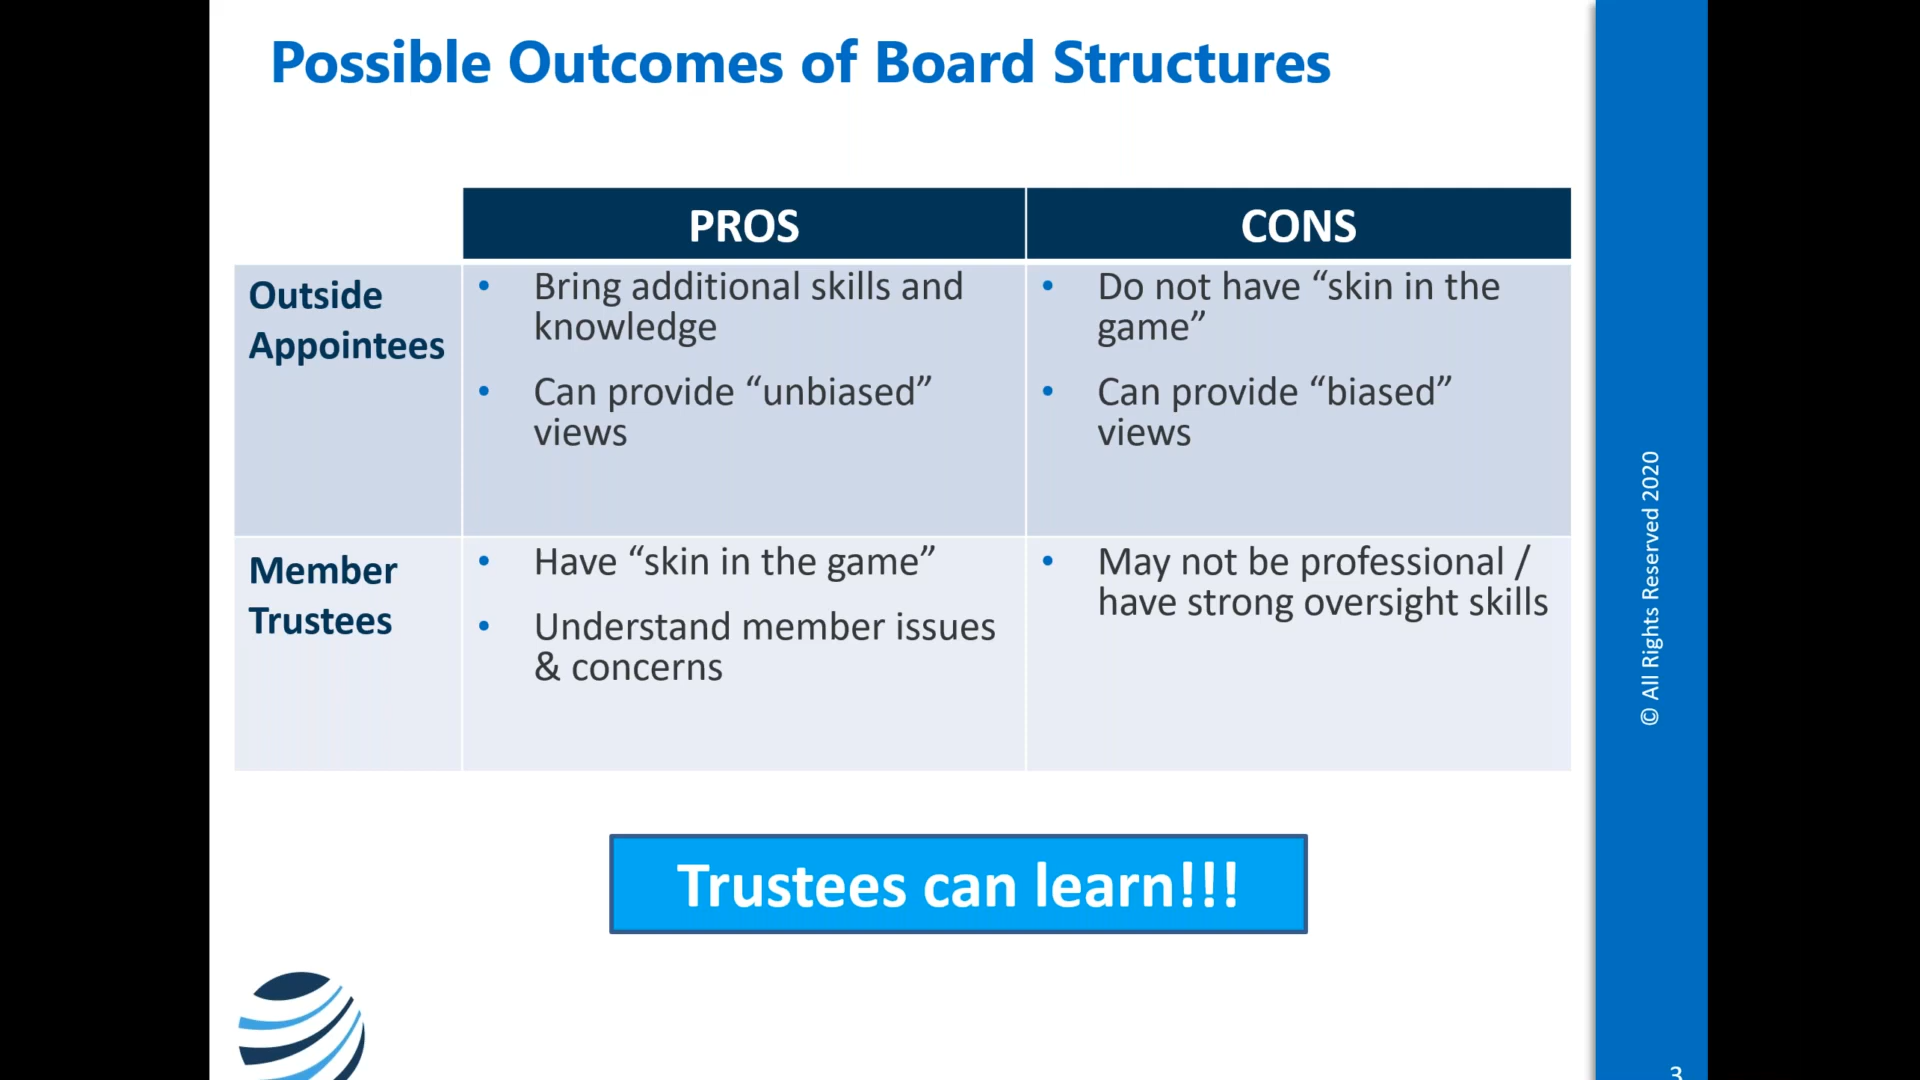 Possible Outcomes of Board Structures
PROS
CONS
Outside
Appointees
• Bring additional skills and
knowledge
• Can provide “unbiased”
views
• Do not have “skin in the
game”
• Can provide “biased”
views
Member
Trustees
• Have “skin in the game”
• Understand member issues
& concerns
• May not be professional /
have strong oversight skills
Trustees can learn!!!
© All Rights Reserved 2020
3